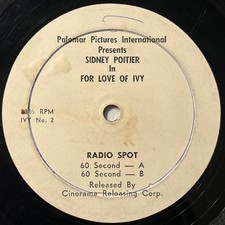 Palomar Pictures International
Presents
SIDNEY POITIER
In
FOR LOVE OF IVY
RPM
IVY No. 2
RADIO SPOT
60 Second — A
60 Second — B
Released By
Cinerama Releasing Corp.